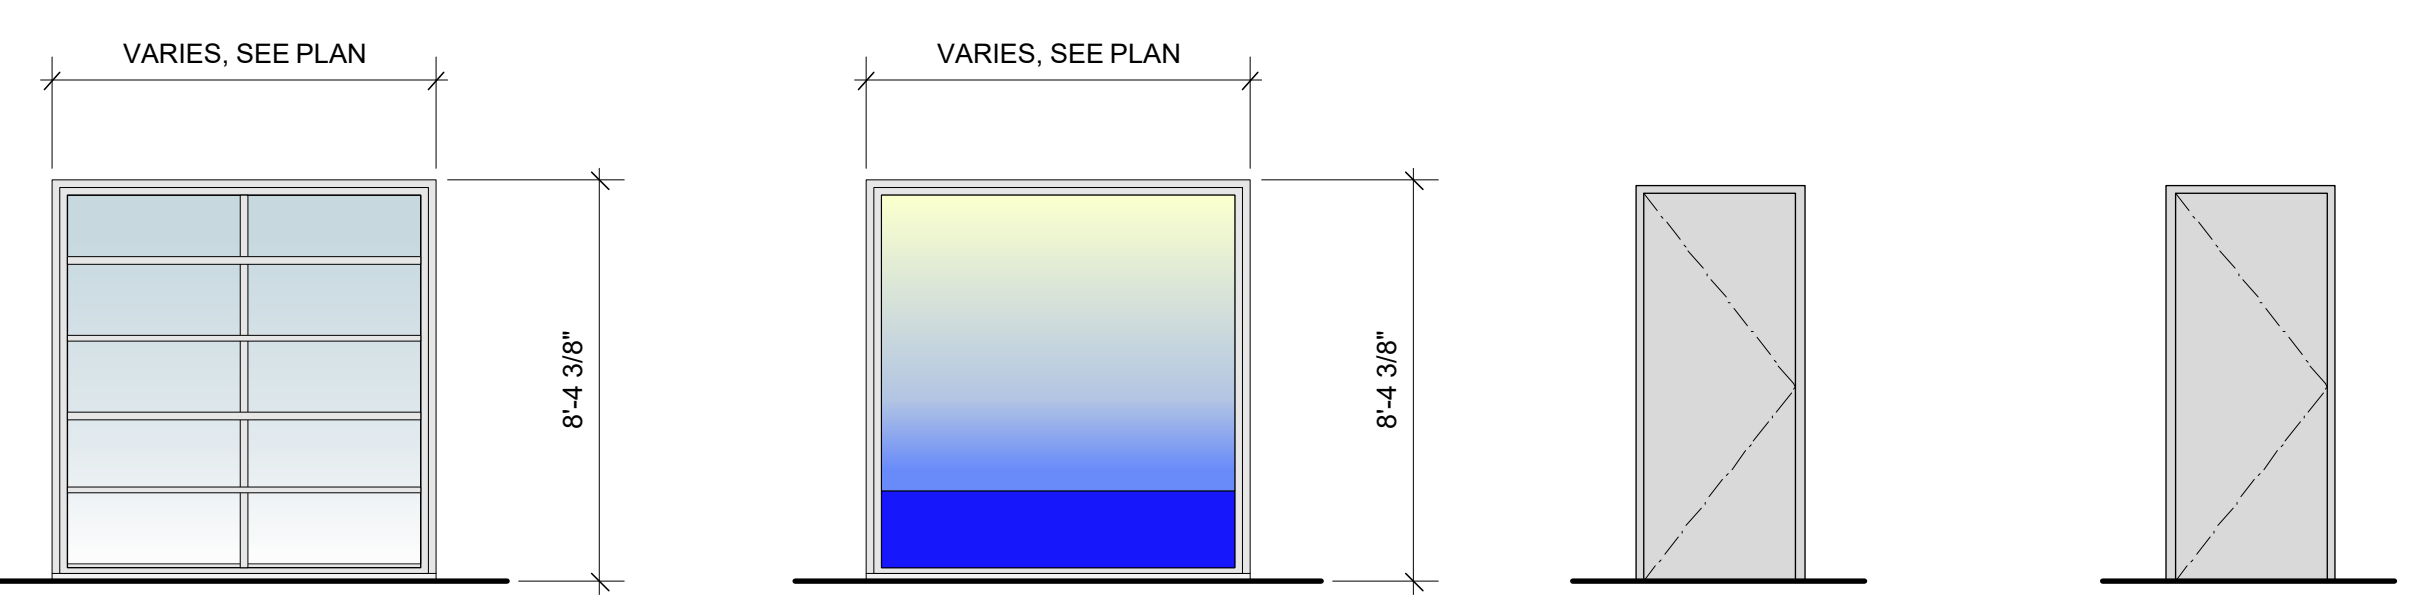 VARIES, SEE PLAN
VARIES, SEE PLAN
8'-4 3/8"
8'-4 3/8"